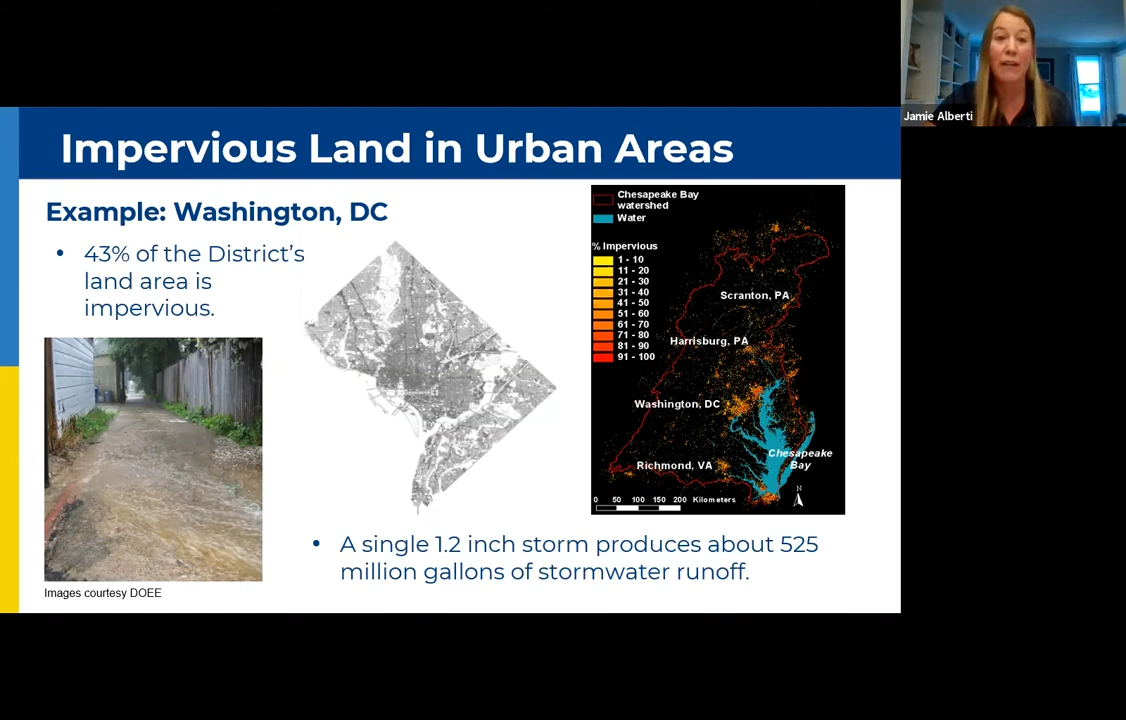 Jamie Alberti
Impervious Land in Urban Areas
Example: Washington, DC
• 43% of the District's
land area is
impervious.
Images courtesy DOEE
Chesapeake Bay
watershed
Water
% Impervious
1 - 10
11 - 20
21 - 30
31 - 40
41 - 50
51 - 60
61 - 70
71 - 80
81 - 90
91 - 100
Scranton, PA
Harrisburg, PA
Washington, DC
Chesapeake
Bay
Richmond, VA
N
0 50 100 150 200 Kilometers
• A single 1.2 inch storm produces about 525
million gallons of stormwater runoff.